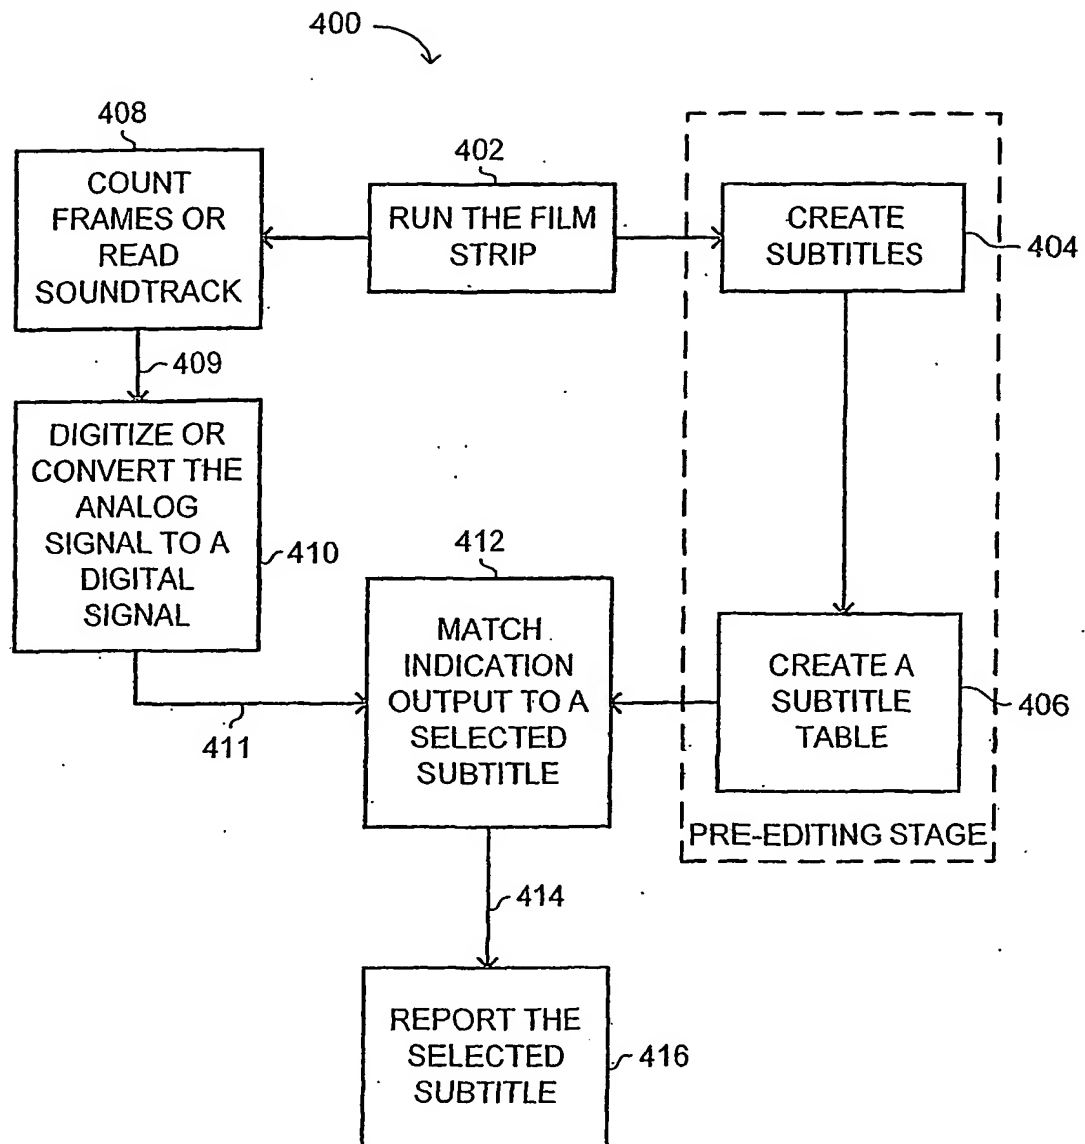 400
408
COUNT
FRAMES OR
READ
SOUNDTRACK
402
RUN THE FILM
STRIP
CREATE
SUBTITLES
404
409
DIGITIZE OR
CONVERT THE
ANALOG
SIGNAL TO A
DIGITAL
SIGNAL
410
411
412
MATCH
INDICATION
OUTPUT TO A
SELECTED
SUBTITLE
CREATE A
SUBTITLE
TABLE
406
PRE-EDITING STAGE
414
REPORT THE
SELECTED
SUBTITLE
416